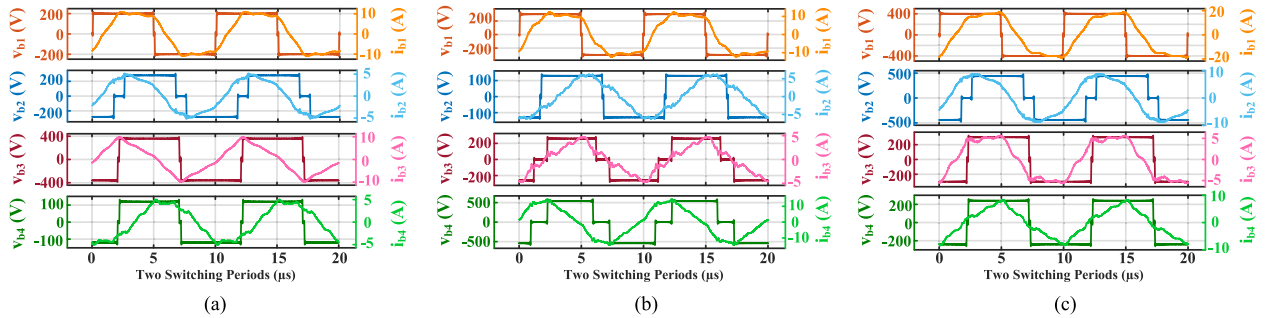 200 0 -200 v_b1 (V) 10 0 -10 i_b1 (A)
200 0 -200 v_b2 (V) 5 0 -5 i_b2 (A)
400 0 -400 v_b3 (V) 10 0 -10 i_b3 (A)
100 0 -100 v_b4 (V) 5 0 -5 i_b4 (A)
0 5 10 15 20
Two Switching Periods (μs)
(a)
200 0 -200 v_b1 (V) 10 0 -10 i_b1 (A)
100 0 -100 v_b2 (V) 5 0 -5 i_b2 (A)
200 0 -200 v_b3 (V) 5 0 -5 i_b3 (A)
500 0 -500 v_b4 (V) 10 0 -10 i_b4 (A)
0 5 10 15 20
Two Switching Periods (μs)
(b)
400 0 -400 v_b1 (V) 20 0 -20 i_b1 (A)
500 0 -500 v_b2 (V) 10 0 -10 i_b2 (A)
200 0 -200 v_b3 (V) 5 0 -5 i_b3 (A)
200 0 -200 v_b4 (V) 10 0 -10 i_b4 (A)
0 5 10 15 20
Two Switching Periods (μs)
(c)